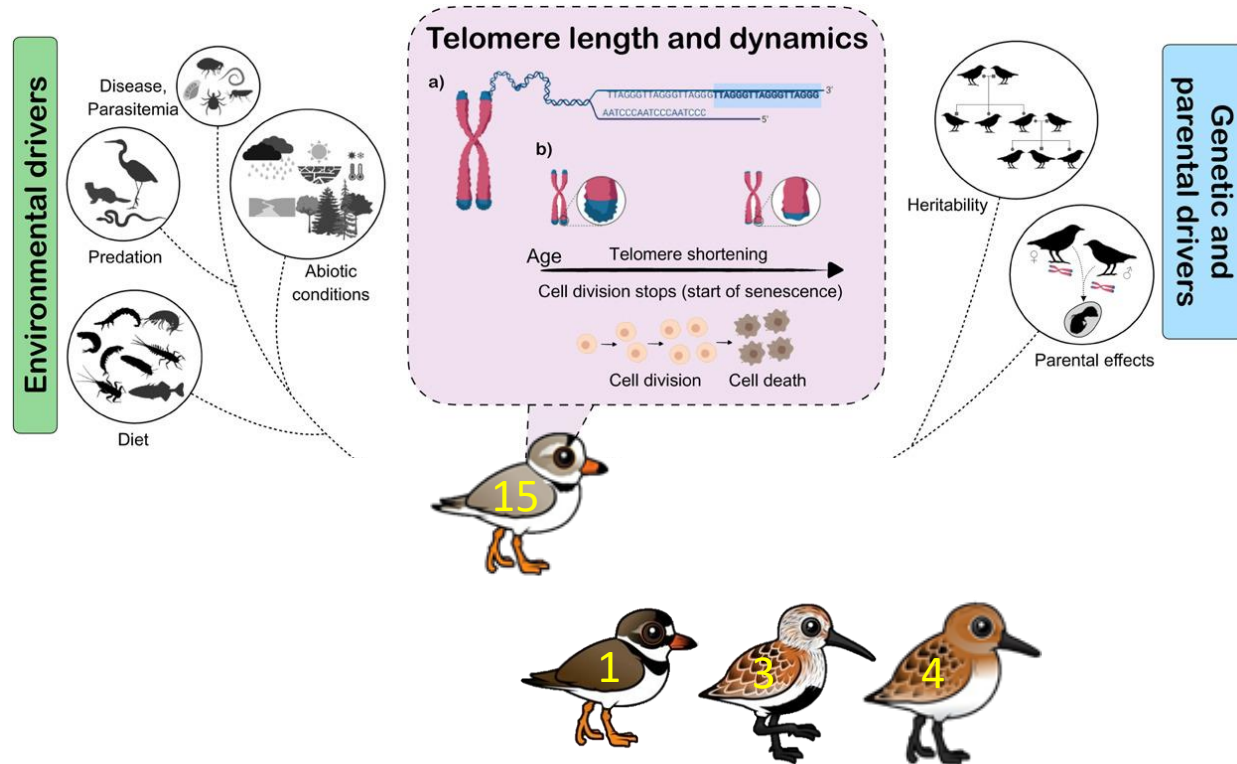 Environmental drivers
Disease,
Parasitemia
Predation
Abiotic
conditions
Diet
Telomere length and dynamics
a)
TTAGGGTTAGGGTTAGGGTTAGGGTTAGGGTTAGGG
3'
AATCCCAATCCCAATCCC
5'
b)
Age
Telomere shortening
Cell division stops (start of senescence)
Cell division
Cell death
Heritability
♀
♂
Parental effects
Genetic and
parental drivers
15
1
3
4